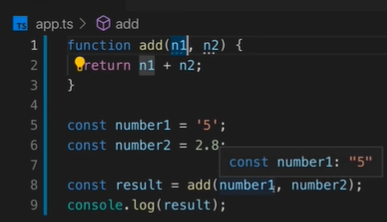 TS app.ts > add
1 function add(n1, n2) {
2 return n1 + n2;
3 }
4
5 const number1 = '5';
6 const number2 = 2.8;
7 const number1: "5"
8 const result = add(number1, number2);
9 console.log(result);